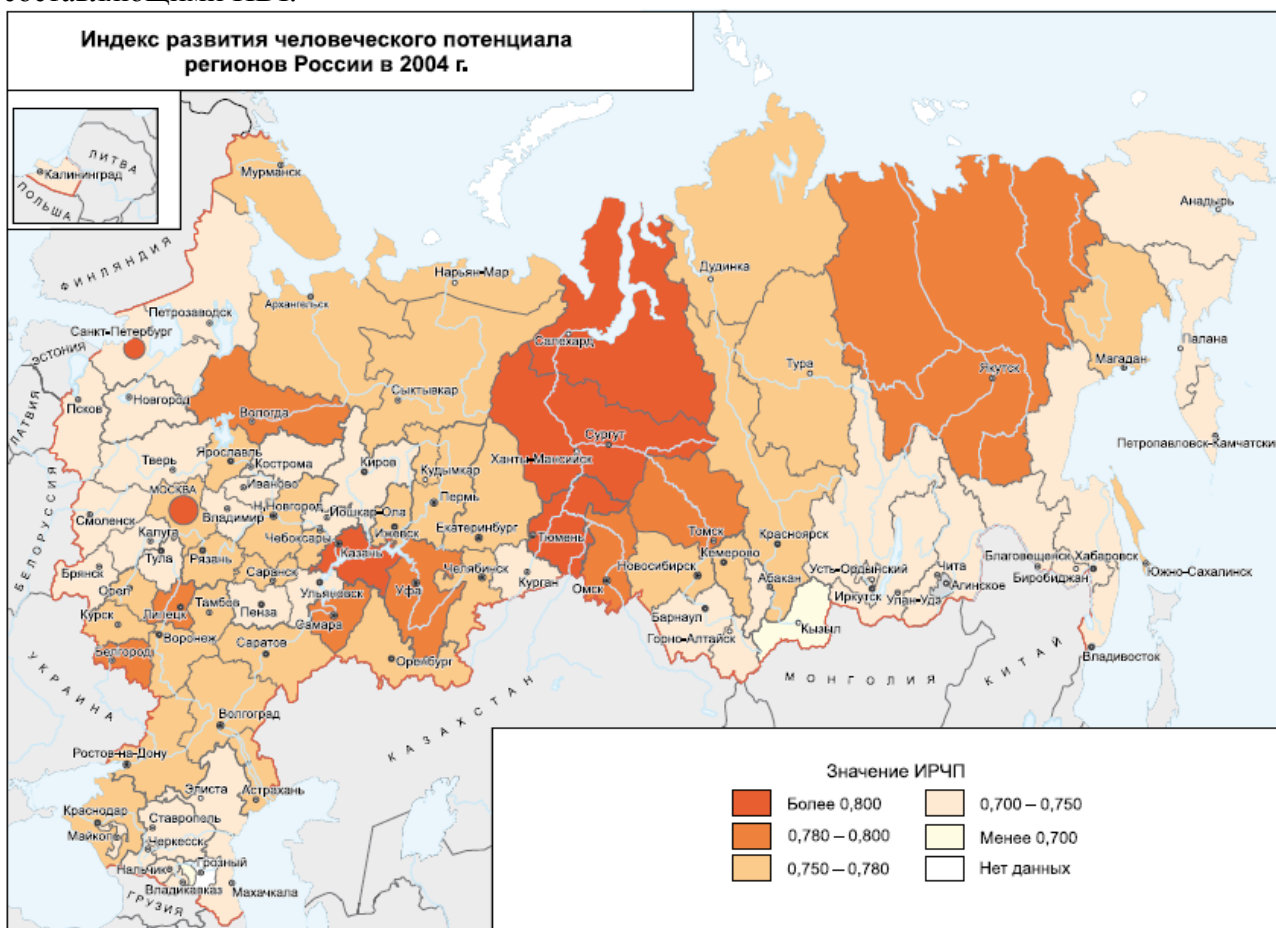 Индекс развития человеческого потенциала
регионов России в 2004 г.
ЛИТВА
Калининград
ПОЛЬША
ФИНЛЯНДИЯ
Мурманск
Нарьян-Мар
Архангельск
Петрозаводск
Санкт-Петербург
ЭСТОНИЯ
ЛАТВИЯ
БЕЛОРУССИЯ
УКРАИНА
Псков
Новгород
Вологда
Сыктывкар
Салехард
Сургут
Ханты-Мансийск
Дудинка
Тура
Якутск
Анадырь
Палана
Магадан
Петропавловск-Камчатский
Тверь
Ярославль
Кострома
Иваново
Киров
Кудымкар
Пермь
МОСКВА
Владимир
Н.Новгород
Йошкар-Ола
Ижевск
Екатеринбург
Тюмень
Томск
Смоленск
Калуга
Тула
Рязань
Чебоксары
Казань
Саранск
Ульяновск
Уфа
Челябинск
Курган
Омск
Новосибирск
Кемерово
Красноярск
Абакан
Усть-Ордынский
Чита
Агинское
Иркутск
Улан-Удэ
Благовещенск
Хабаровск
Биробиджан
Южно-Сахалинск
Владивосток
Брянск
Орел
Курск
Липецк
Тамбов
Пенза
Самара
Воронеж
Белгород
Саратов
Оренбург
Барнаул
Горно-Алтайск
Кызыл
МОНГОЛИЯ
КИТАЙ
КАЗАХСТАН
Волгоград
Ростов-на-Дону
Элиста
Астрахань
Краснодар
Ставрополь
Майкоп
Черкесск
Нальчик
Грозный
Владикавказ
Махачкала
ГРУЗИЯ
Значение ИРЧП
Более 0,800
0,780 – 0,800
0,750 – 0,780
0,700 – 0,750
Менее 0,700
Нет данных